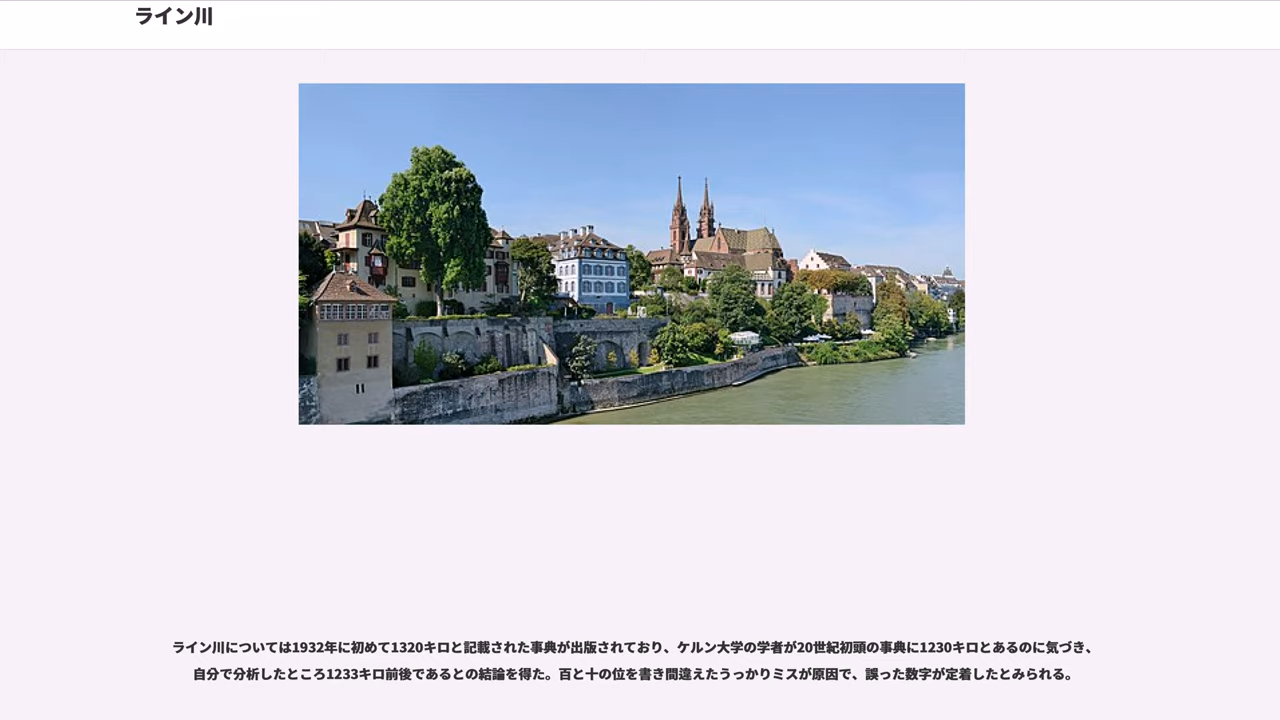 ライン川
ライン川については1932年に初めて1320キロと記載された事典が出版されており、ケルン大学の学者が20世紀初頭の事典に1230キロとあるのに気づき、
自分で分析したところ1233キロ前後であるとの結論を得た。百と十の位を書き間違えたうっかりミスが原因で、誤った数字が定着したとみられる。